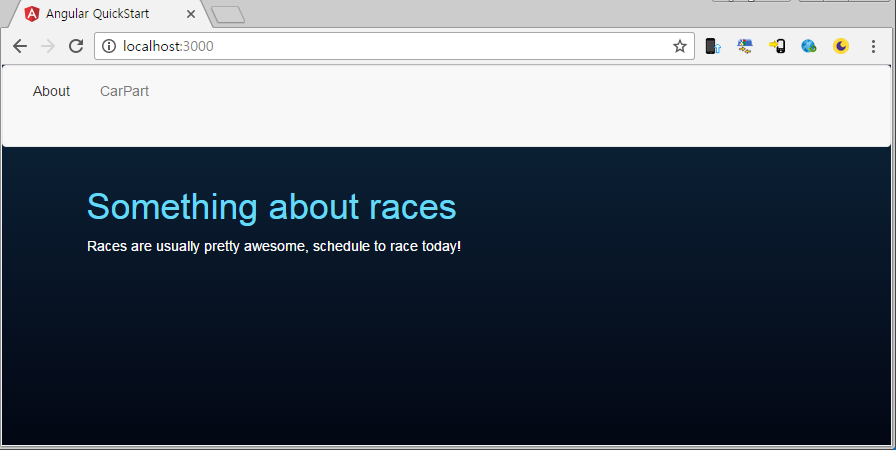 Angular QuickStart
localhost:3000
About CarPart
Something about races
Races are usually pretty awesome, schedule to race today!